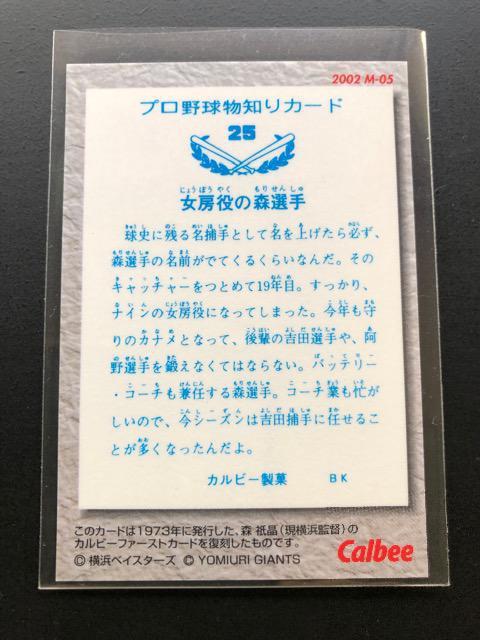 2002 M-05
プロ野球物知りカード
25
じょぼうやく もりせんしゅ
女房役の森選手
球史に残る名捕手として名を上げたら必ず、
森選手の名前がでてくるくらいなんだ。その
キャッチャーをつとめて19年目。すっかり、
ナインの女房役になってしまった。今年も守
りのカナメとなって、後輩の吉田選手や、阿
野選手を鍛えなくてはならない。バッテリー
・コーチも兼任する森選手。コーチ業も忙が
しいので、今シーズンは吉田捕手に任せるこ
とが多くなったんだよ。
カルビー製菓 BK
このカードは1973年に発行した、森 祇晶(現横浜監督)の
カルビーファーストカードを復刻したものです。
© 横浜ベイスターズ © YOMIURI GIANTS
Calbee